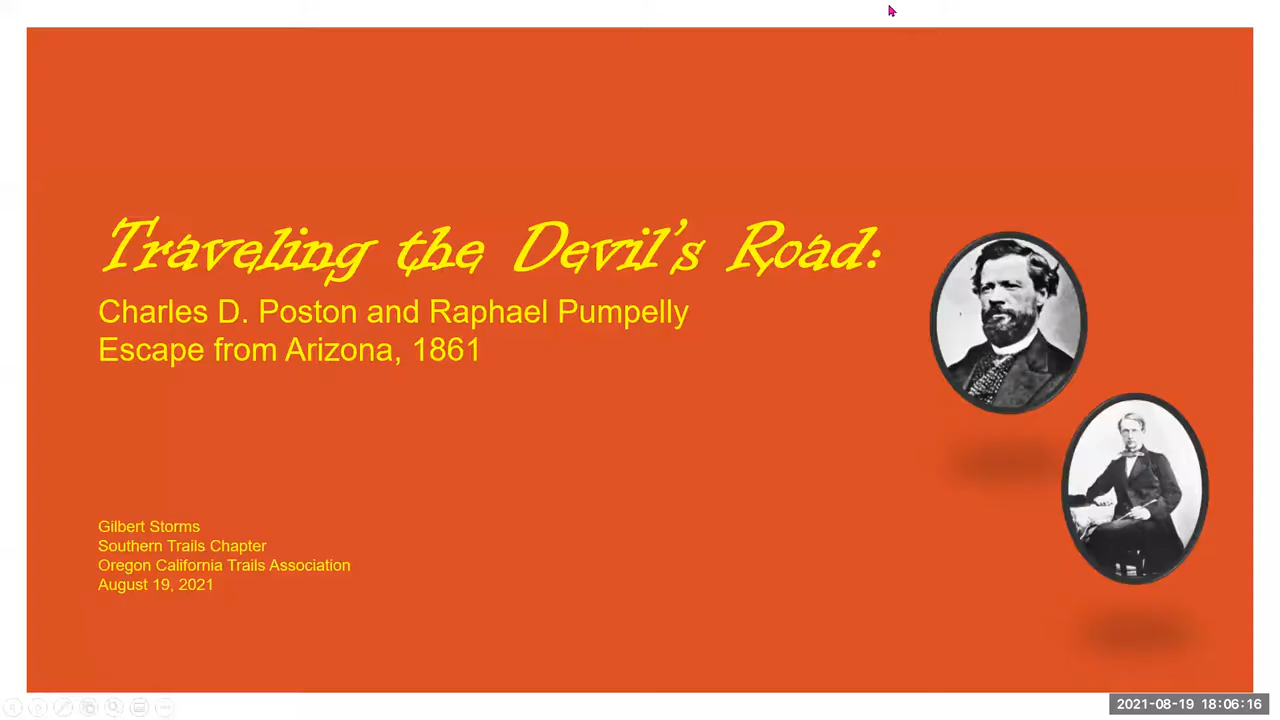 Traveling the Devil's Road:
Charles D. Poston and Raphael Pumpelly
Escape from Arizona, 1861
Gilbert Storms
Southern Trails Chapter
Oregon California Trails Association
August 19, 2021
2021-08-19 18:06:16